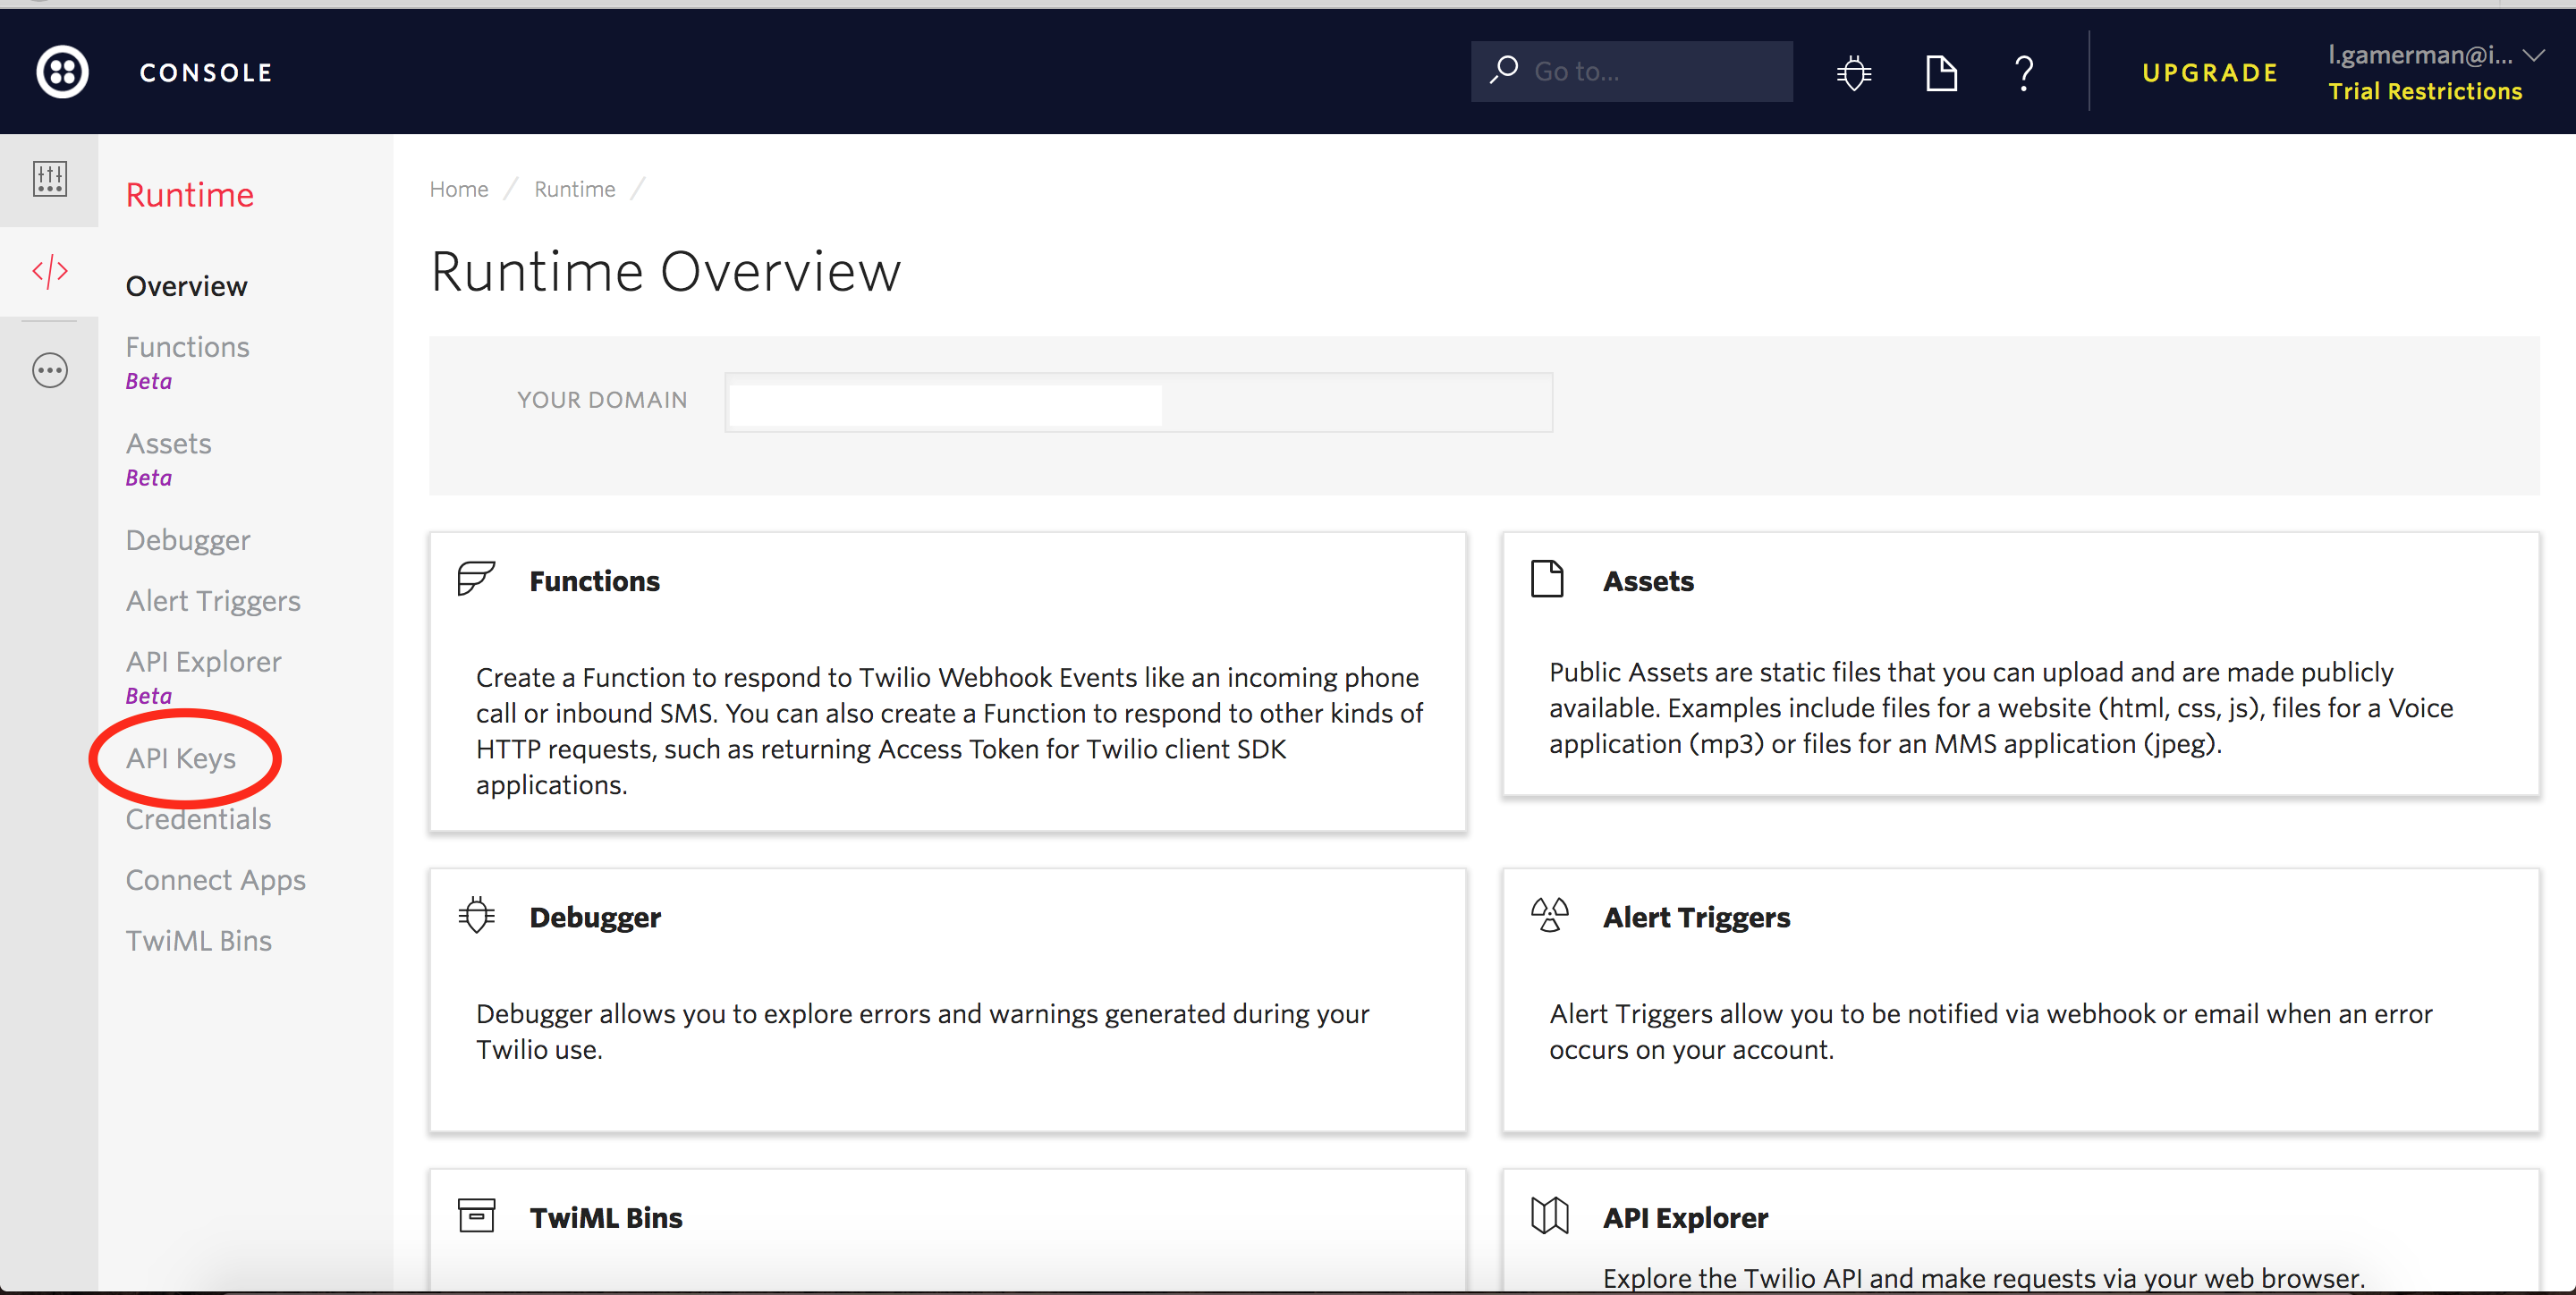 CONSOLE
Go to...
UPGRADE
l.gamerman@i...
Trial Restrictions
Runtime
Overview
Functions
Beta
Assets
Beta
Debugger
Alert Triggers
API Explorer
Beta
API Keys
Credentials
Connect Apps
TwiML Bins
Home / Runtime /
Runtime Overview
YOUR DOMAIN
Functions
Create a Function to respond to Twilio Webhook Events like an incoming phone
call or inbound SMS. You can also create a Function to respond to other kinds of
HTTP requests, such as returning Access Token for Twilio client SDK
applications.
Assets
Public Assets are static files that you can upload and are made publicly
available. Examples include files for a website (html, css, js), files for a Voice
application (mp3) or files for an MMS application (jpeg).
Debugger
Debugger allows you to explore errors and warnings generated during your
Twilio use.
Alert Triggers
Alert Triggers allow you to be notified via webhook or email when an error
occurs on your account.
TwiML Bins
API Explorer
Explore the Twilio API and make requests via your web browser.